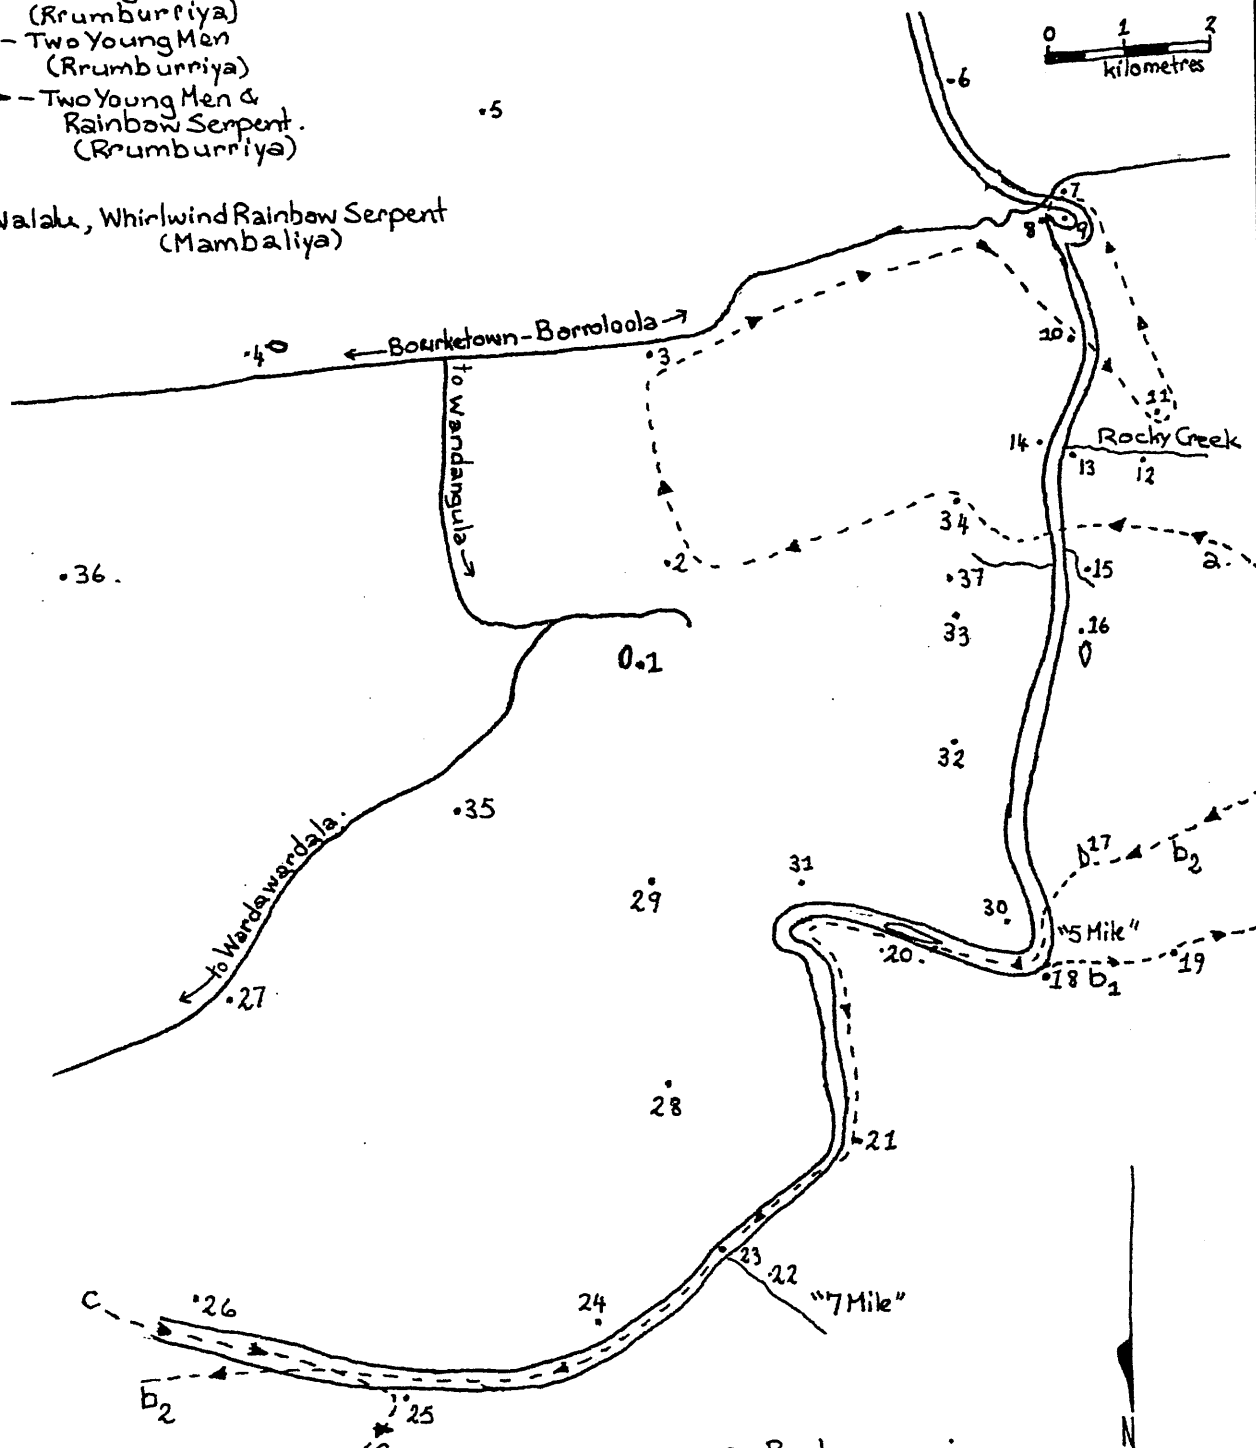 (Rrumburriya)
- Two Young Men
(Rrumburriya)
- Two Young Men &
Rainbow Serpent.
(Rrumburriya)
Whirlwind Rainbow Serpent
(Mambaliya)
0 1 2
kilometres
.5
.6
.7
8
9
.4
← Bourketown-Borroloola →
.3
10
11
to Wandangula →
14
Rocky Creek
13
12
34
.36.
.2
.37
.15
a.
33
.16
.1
32
.35
17
b2
to Wardawardala.
31
29
30
"5 Mile"
.20.
19
.18 b1
.27
28
21
23
.22
"7 Mile"
c
.26
24
b2
.25
N